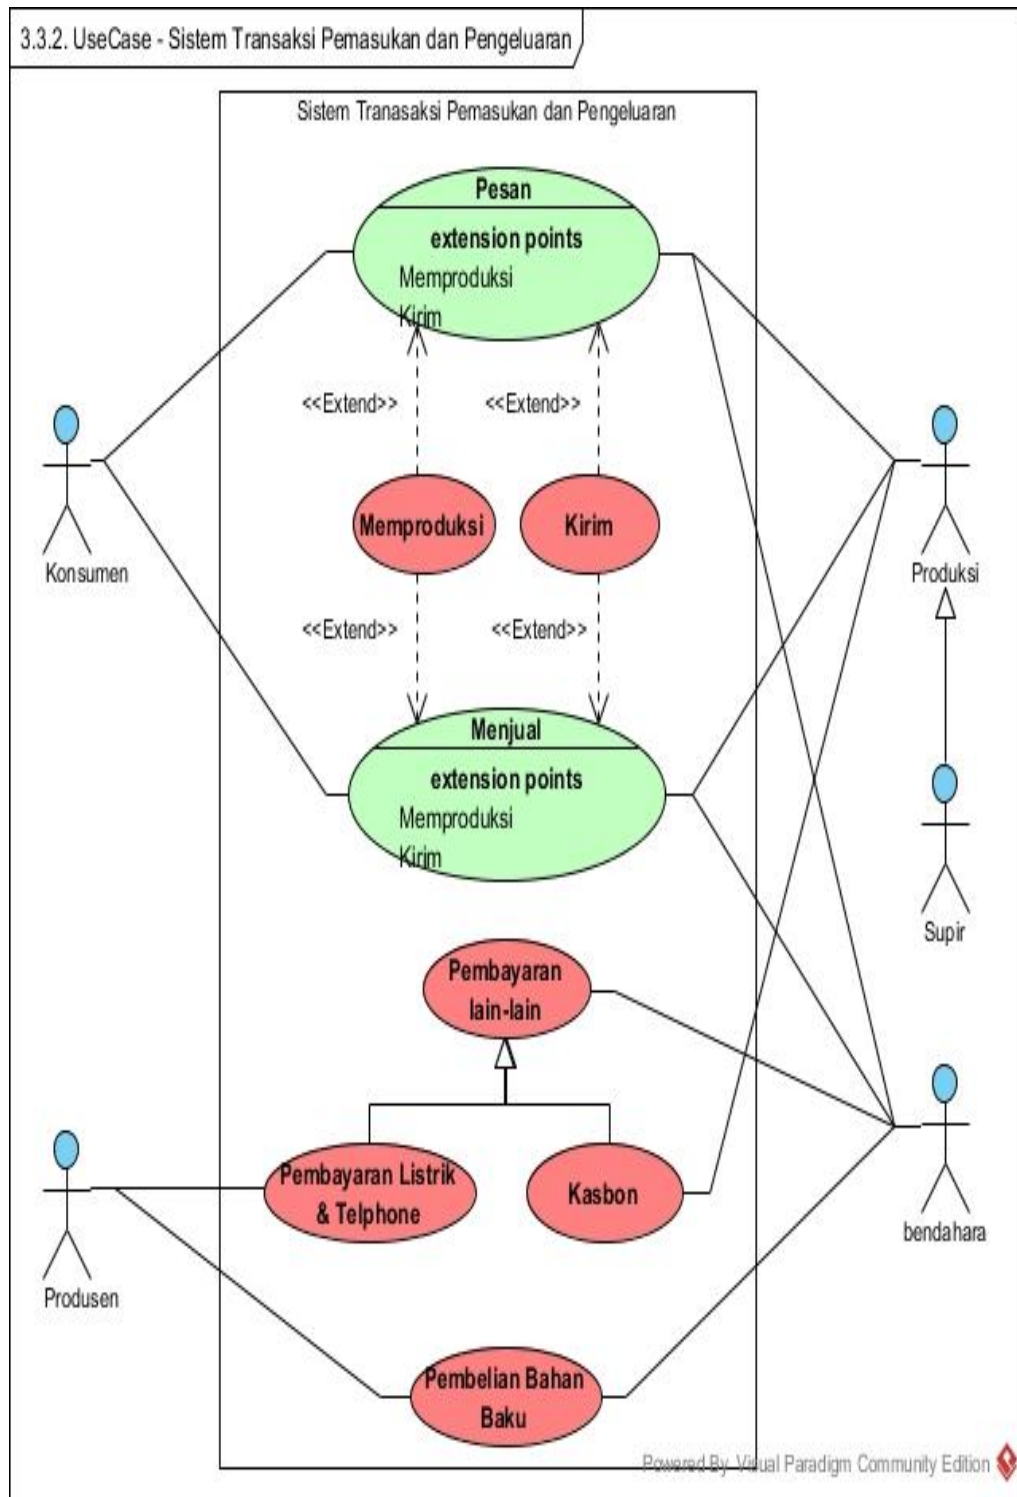 3.3.2. UseCase - Sistem Transaksi Pemasukan dan Pengeluaran
Sistem Tranasaksi Pemasukan dan Pengeluaran
Pesan
extension points
Memproduksi
Kirim
<<Extend>>
<<Extend>>
Konsumen
Memproduksi
Kirim
Produksi
<<Extend>>
<<Extend>>
Menjual
extension points
Memproduksi
Kirim
Supir
Pembayaran
lain-lain
Pembayaran Listrik
& Telphone
Kasbon
bendahara
Produsen
Pembelian Bahan
Baku
Powered By Visual Paradigm Community Edition